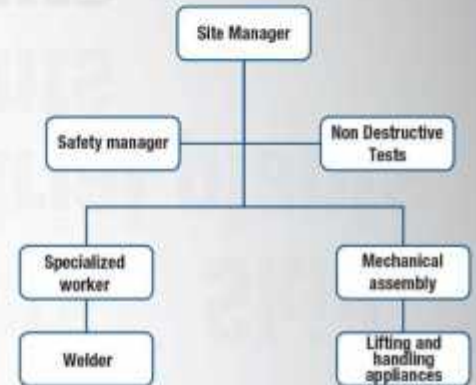 Site Manager
Safety manager
Non Destructive
Tests
Specialized
worker
Mechanical
assembly
Welder
Lifting and
handling
appliances